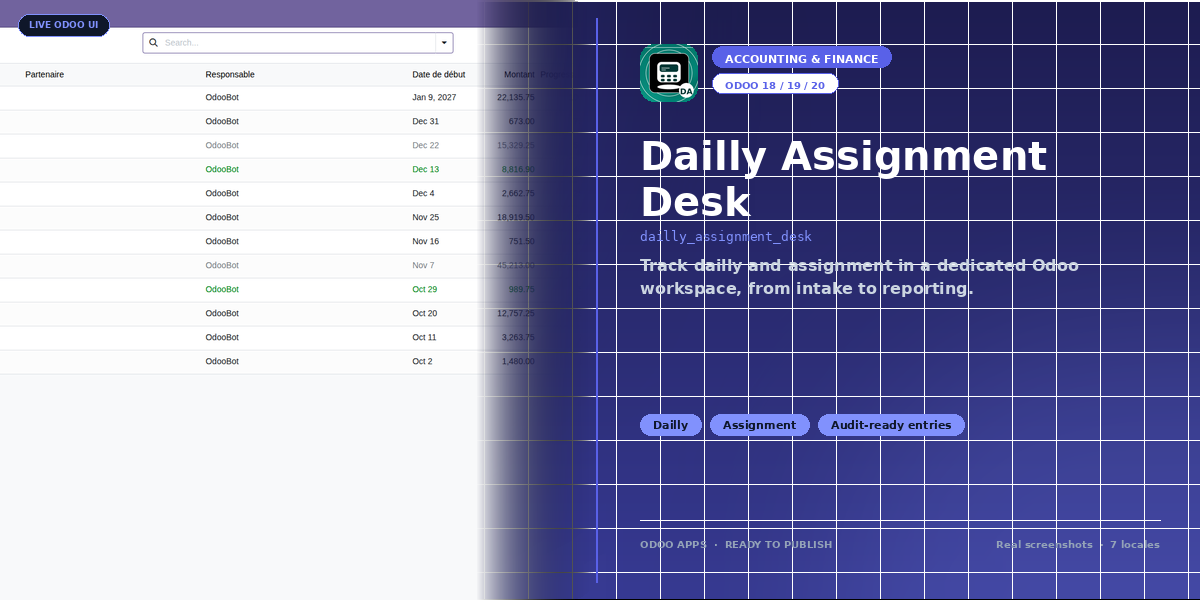 LIVE ODOO UI
Search...
Partenaire Responsable Date de début Montant
OdooBot Jan 9, 2027 22,135.75
OdooBot Dec 31 673.00
OdooBot Dec 22 15,329.25
OdooBot Dec 13 8,816.90
OdooBot Dec 4 2,662.75
OdooBot Nov 25 18,919.50
OdooBot Nov 16 751.50
OdooBot Nov 7 45,213.00
OdooBot Oct 29 989.75
OdooBot Oct 20 12,757.25
OdooBot Oct 11 3,263.75
OdooBot Oct 2 1,480.00
DA
ACCOUNTING & FINANCE
ODOO 18 / 19 / 20
Dailly Assignment
Desk
dailly_assignment_desk
Track dailly and assignment in a dedicated Odoo
workspace, from intake to reporting.
Dailly Assignment Audit-ready entries
ODOO APPS · READY TO PUBLISH
Real screenshots · 7 locales